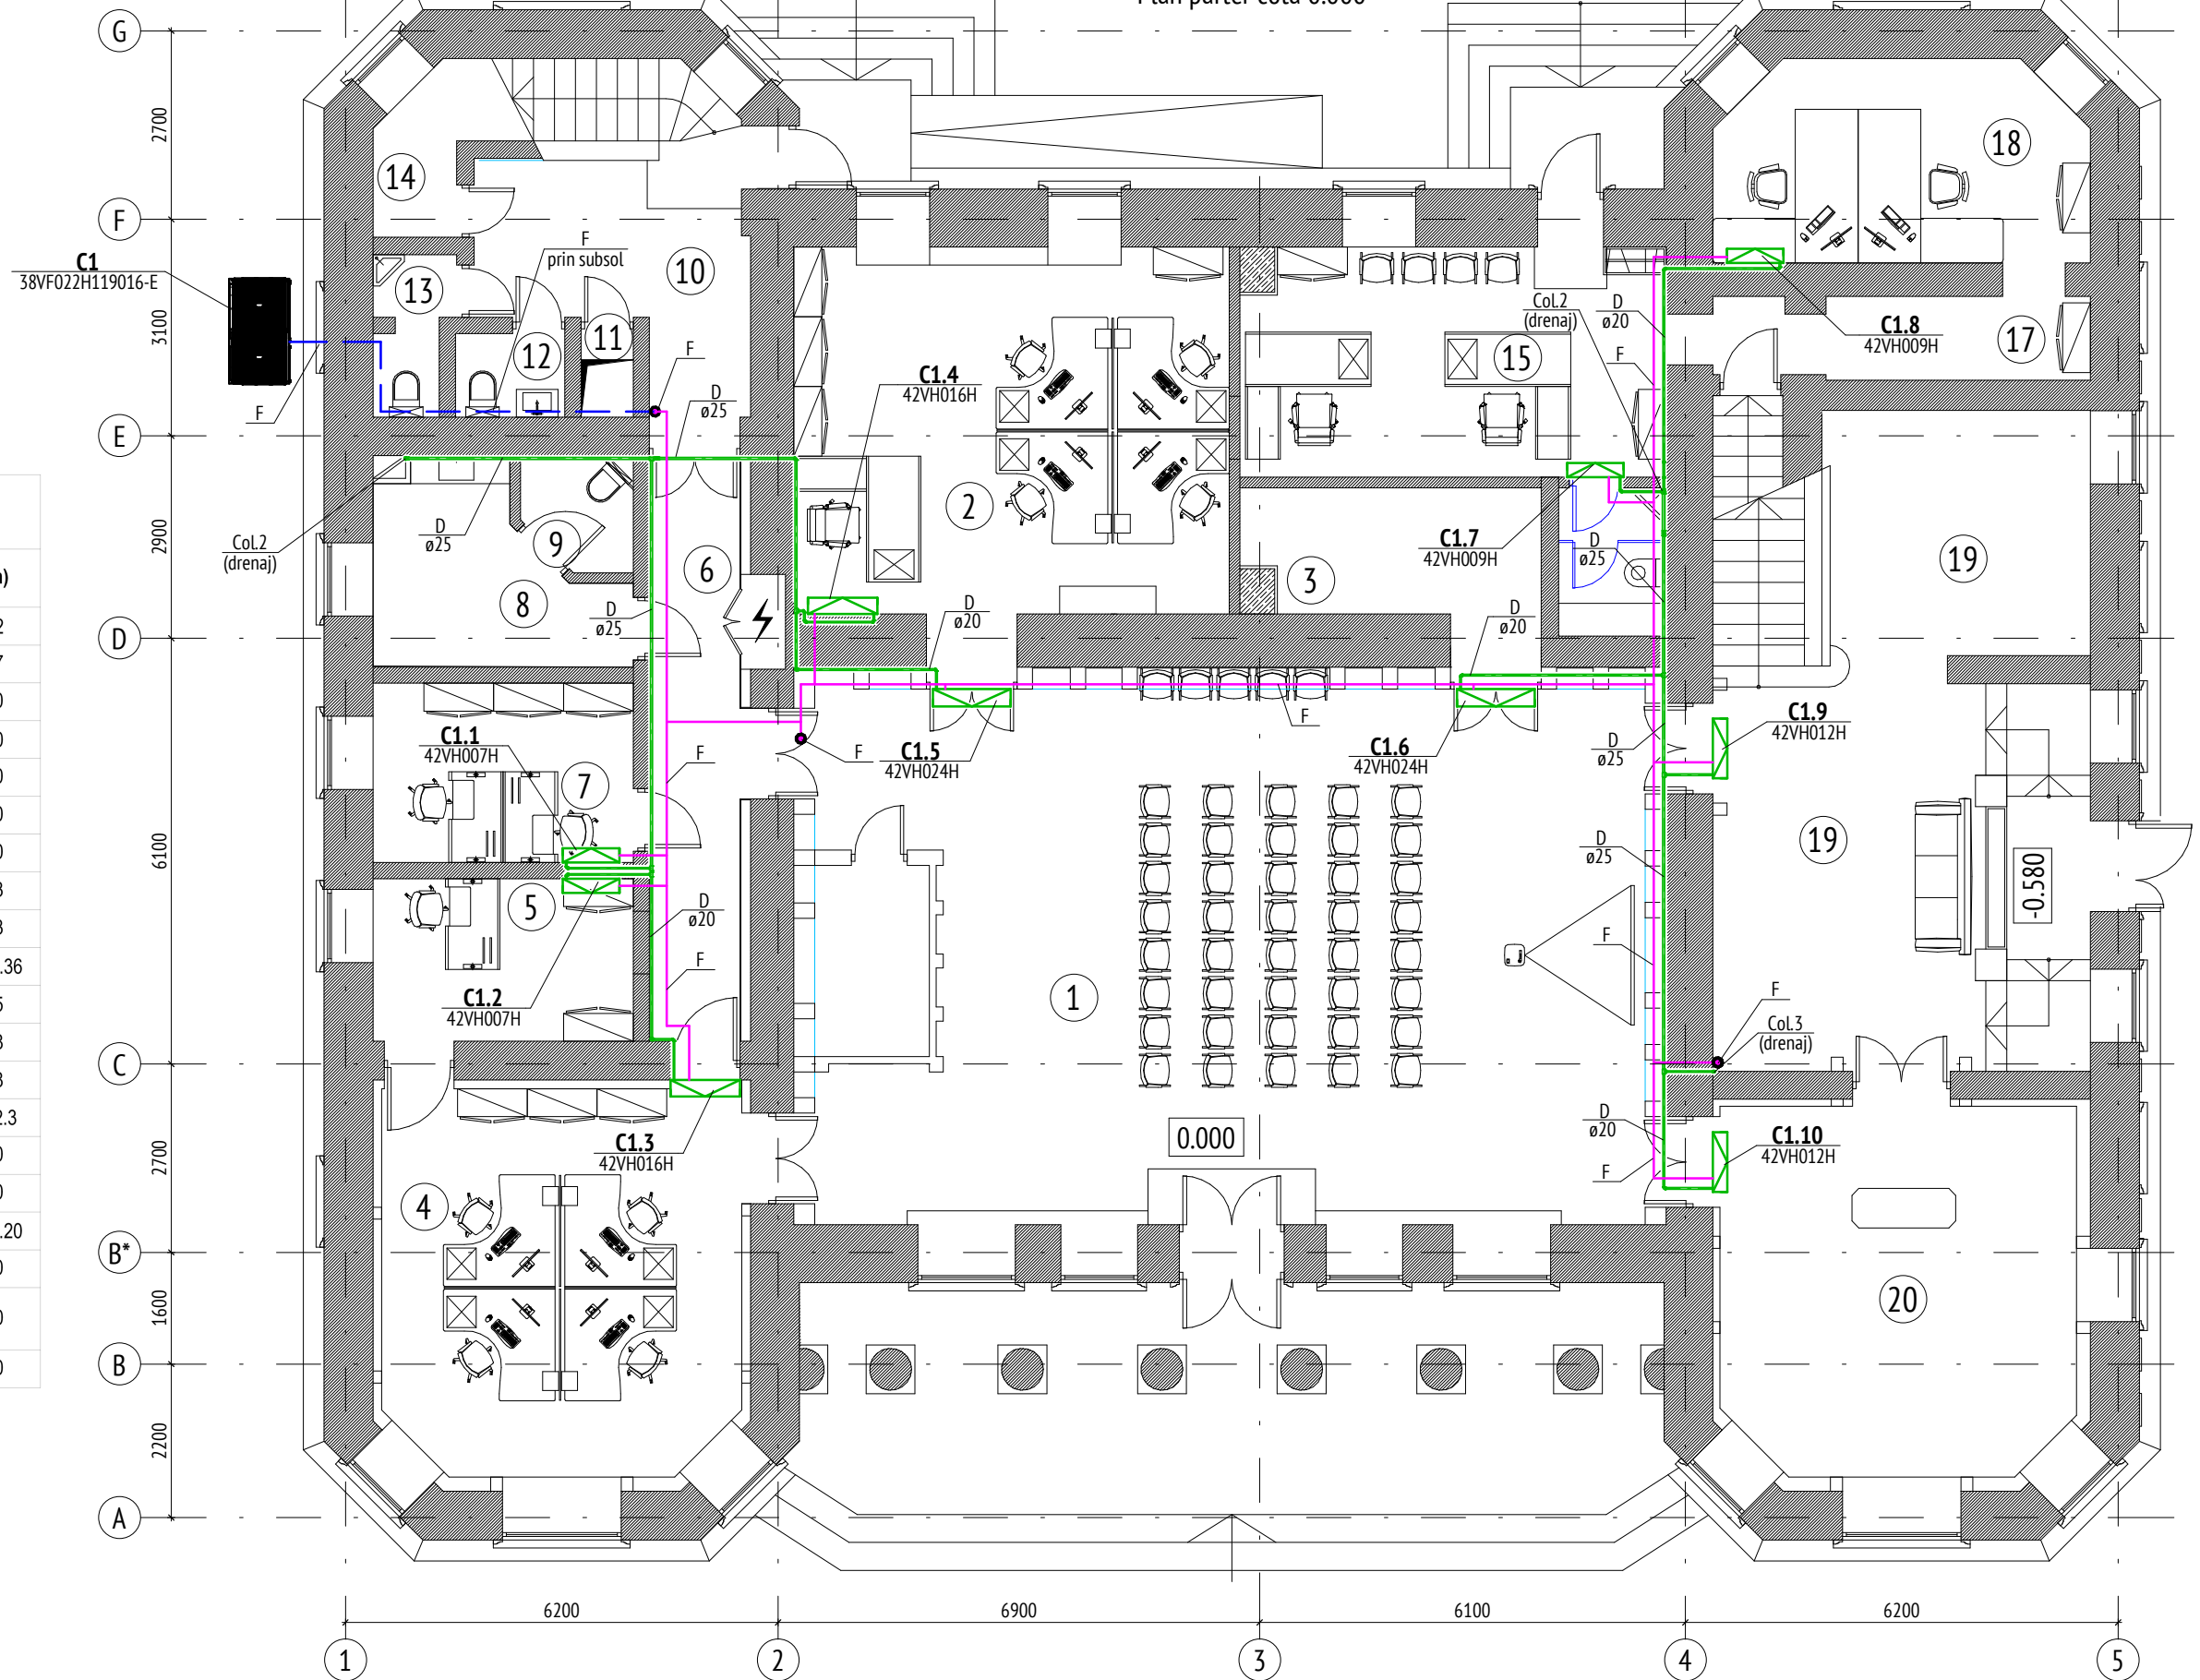 Plan parter cota 0.000
G
2700
14
18
F
C1
38VF022H119016-E
F
prin subsol
10
13
3100
12
11
F
F
C1.4
42VH016H
D
ø25
Col.2
(drenaj)
D
ø20
15
F
C1.8
42VH009H
17
E
2900
Col.2
(drenaj)
D
ø25
9
8
6
D
ø25
2
3
C1.7
42VH009H
D
ø25
19
D
D
ø20
D
ø20
C1.1
42VH007H
7
F
F
C1.5
42VH024H
F
C1.6
42VH024H
D
ø25
C1.9
42VH012H
6100
5
D
ø20
F
C1.2
42VH007H
1
D
ø25
F
19
-0.580
F
Col.3
(drenaj)
C
2700
C1.3
42VH016H
4
0.000
D
ø20
F
C1.10
42VH012H
B*
1600
20
B
2200
A
6200
6900
6100
6200
1
2
3
4
5
.36
2.3
.20